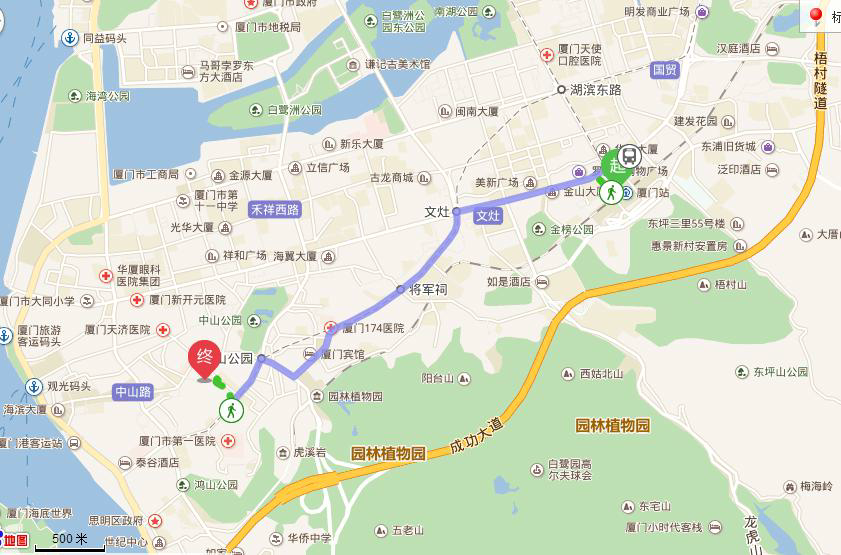 厦门市政府
明发商业广场
标
厦门市地税局
白鹭洲公
园东公园
南湖公园
同益码头
汉庭酒店
梧村隧道
厦门天使
口腔医院
马哥孛罗东
方大酒店
谦记古美术馆
国贸
海湾公园
湖滨东路
白鹭洲公园
闽南大厦
建发花园
新乐大厦
大厦
东浦旧货城
起
物广场
立信广场
泛印酒店
厦门市工商局
金源大厦
古龙商城
美新广场
金山大
厦门站
厦门市第
十一中学
禾祥西路
文灶
文灶
东坪三里55号楼
光华大厦
金榜公园
大厝山
惠景新村安置房
祥和广场
海翼大厦
华厦眼科
医院集团
如是酒店
梧村山
将军祠
厦门市大同小学
厦门新开元医院
中山公园
厦门旅游
客运码头
厦门天济医院
厦门174医院
终
山公园
厦门宾馆
西姑北山
东坪山公园
阳台山
观光码头
中山路
园林植物园
海滨大厦
成功大道
园林植物园
厦门港客运站
厦门市第一医院
虎溪岩
园林植物园
泰谷酒店
白鹭园高
尔夫球会
鸿山公园
梅海岭
厦门海底世界
东宅山
思明区政府
龙虎山
厦门小时代客栈
五老山
地图
500 米
世纪中心
华侨中学
如家